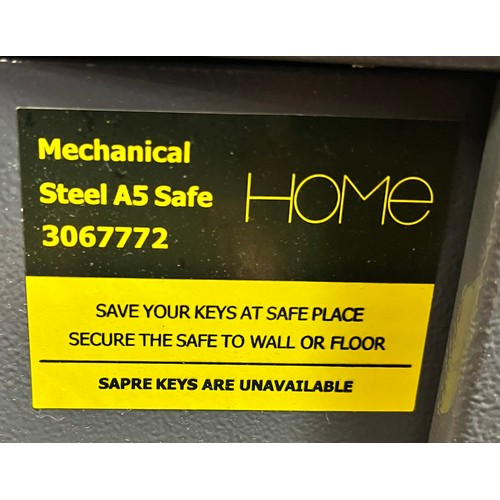 Mechanical
Steel A5 Safe
3067772
HOMe
SAVE YOUR KEYS AT SAFE PLACE
SECURE THE SAFE TO WALL OR FLOOR
SAPRE KEYS ARE UNAVAILABLE